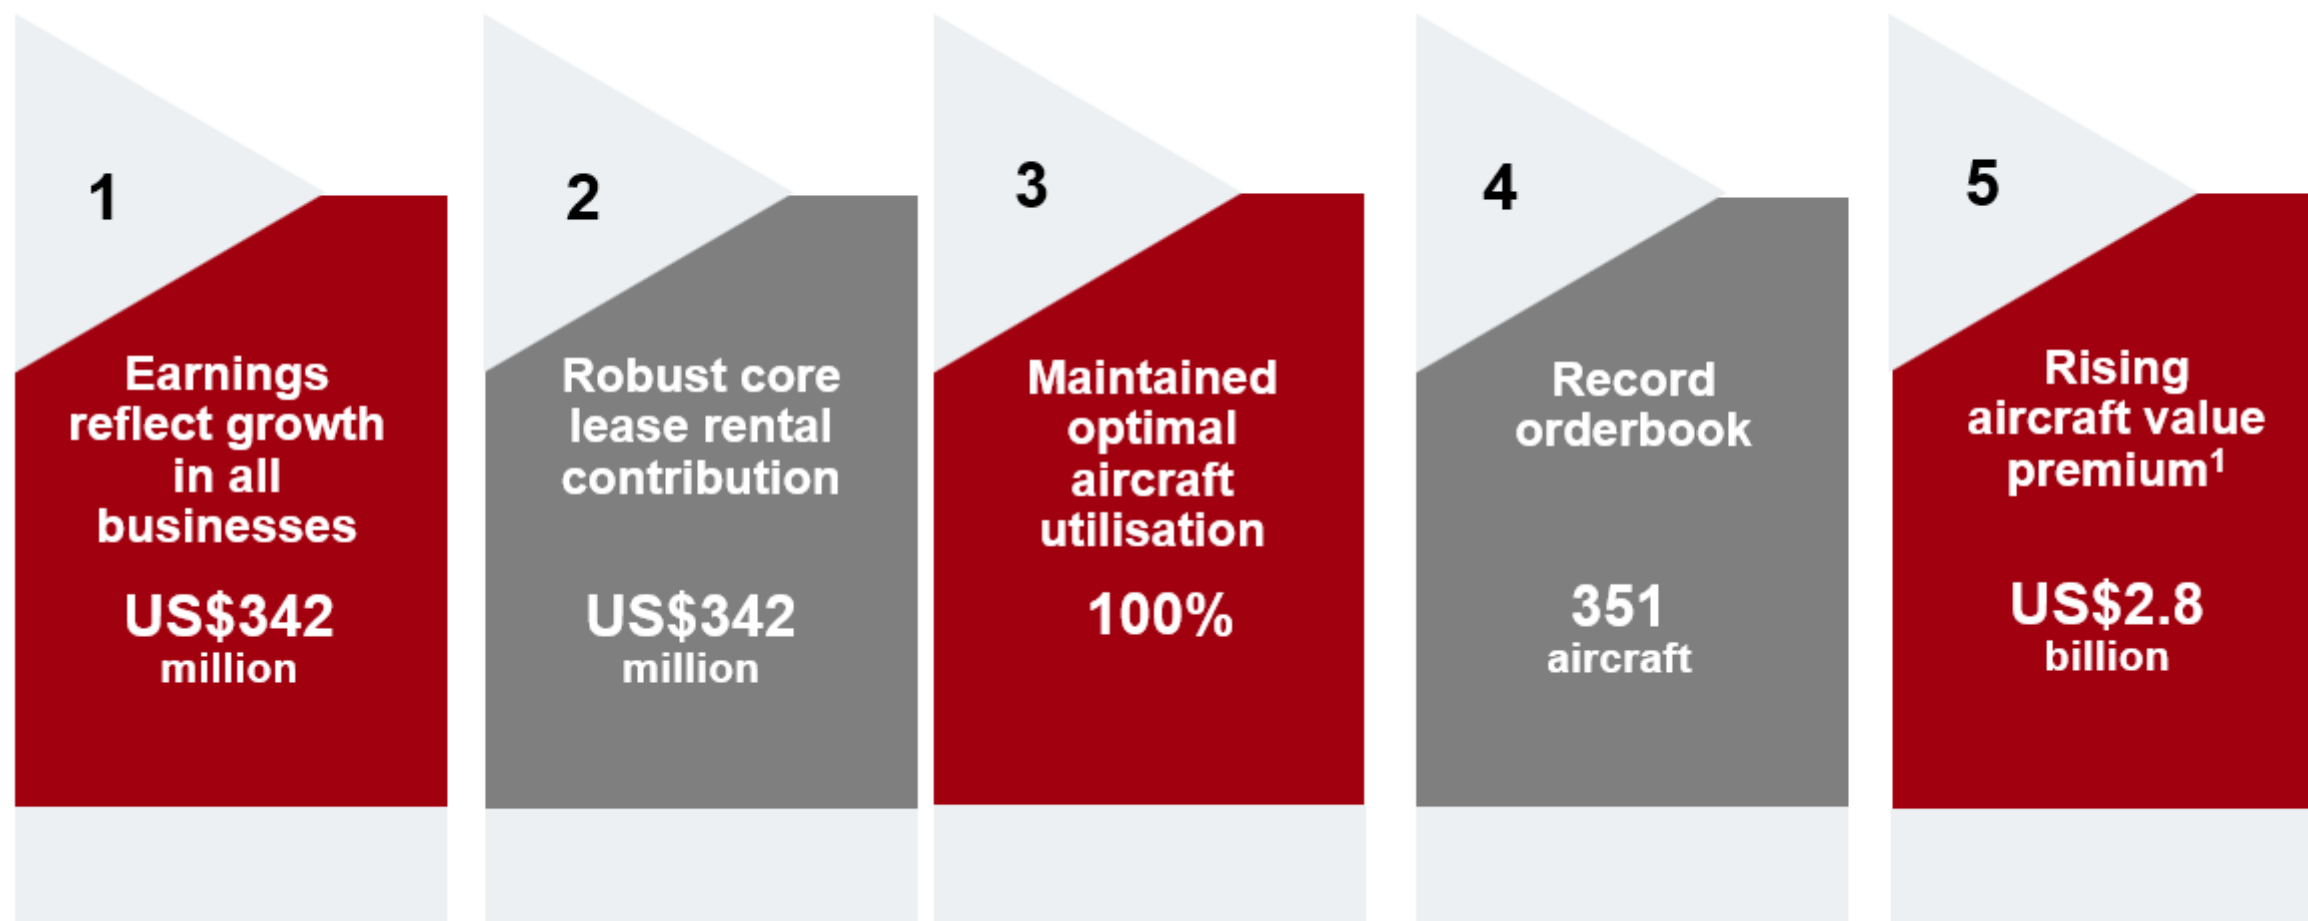 1
Earnings
reflect growth
in all
businesses
US$342
million
2
Robust core
lease rental
contribution
US$342
million
3
Maintained
optimal
aircraft
utilisation
100%
4
Record
orderbook
351
aircraft
5
Rising
aircraft value
premium¹
US$2.8
billion